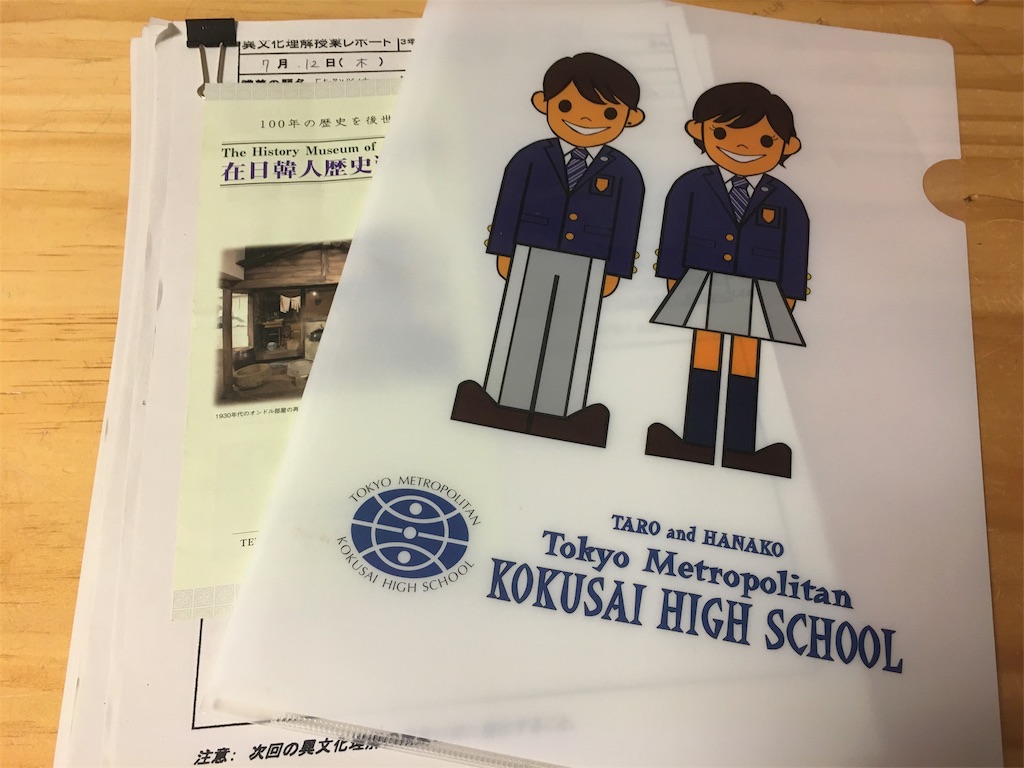 異文化理解授業レポート 3年
7月 12日(木)
100年の歴史を後世
The History Museum of
在日韓人歴史
1930年代のオンドル部屋の再
TARO and HANAKO
Tokyo Metropolitan
KOKUSAI HIGH SCHOOL
TOKYO METROPOLITAN
KOKUSAI HIGH SCHOOL
注意: 次回の異文化理解